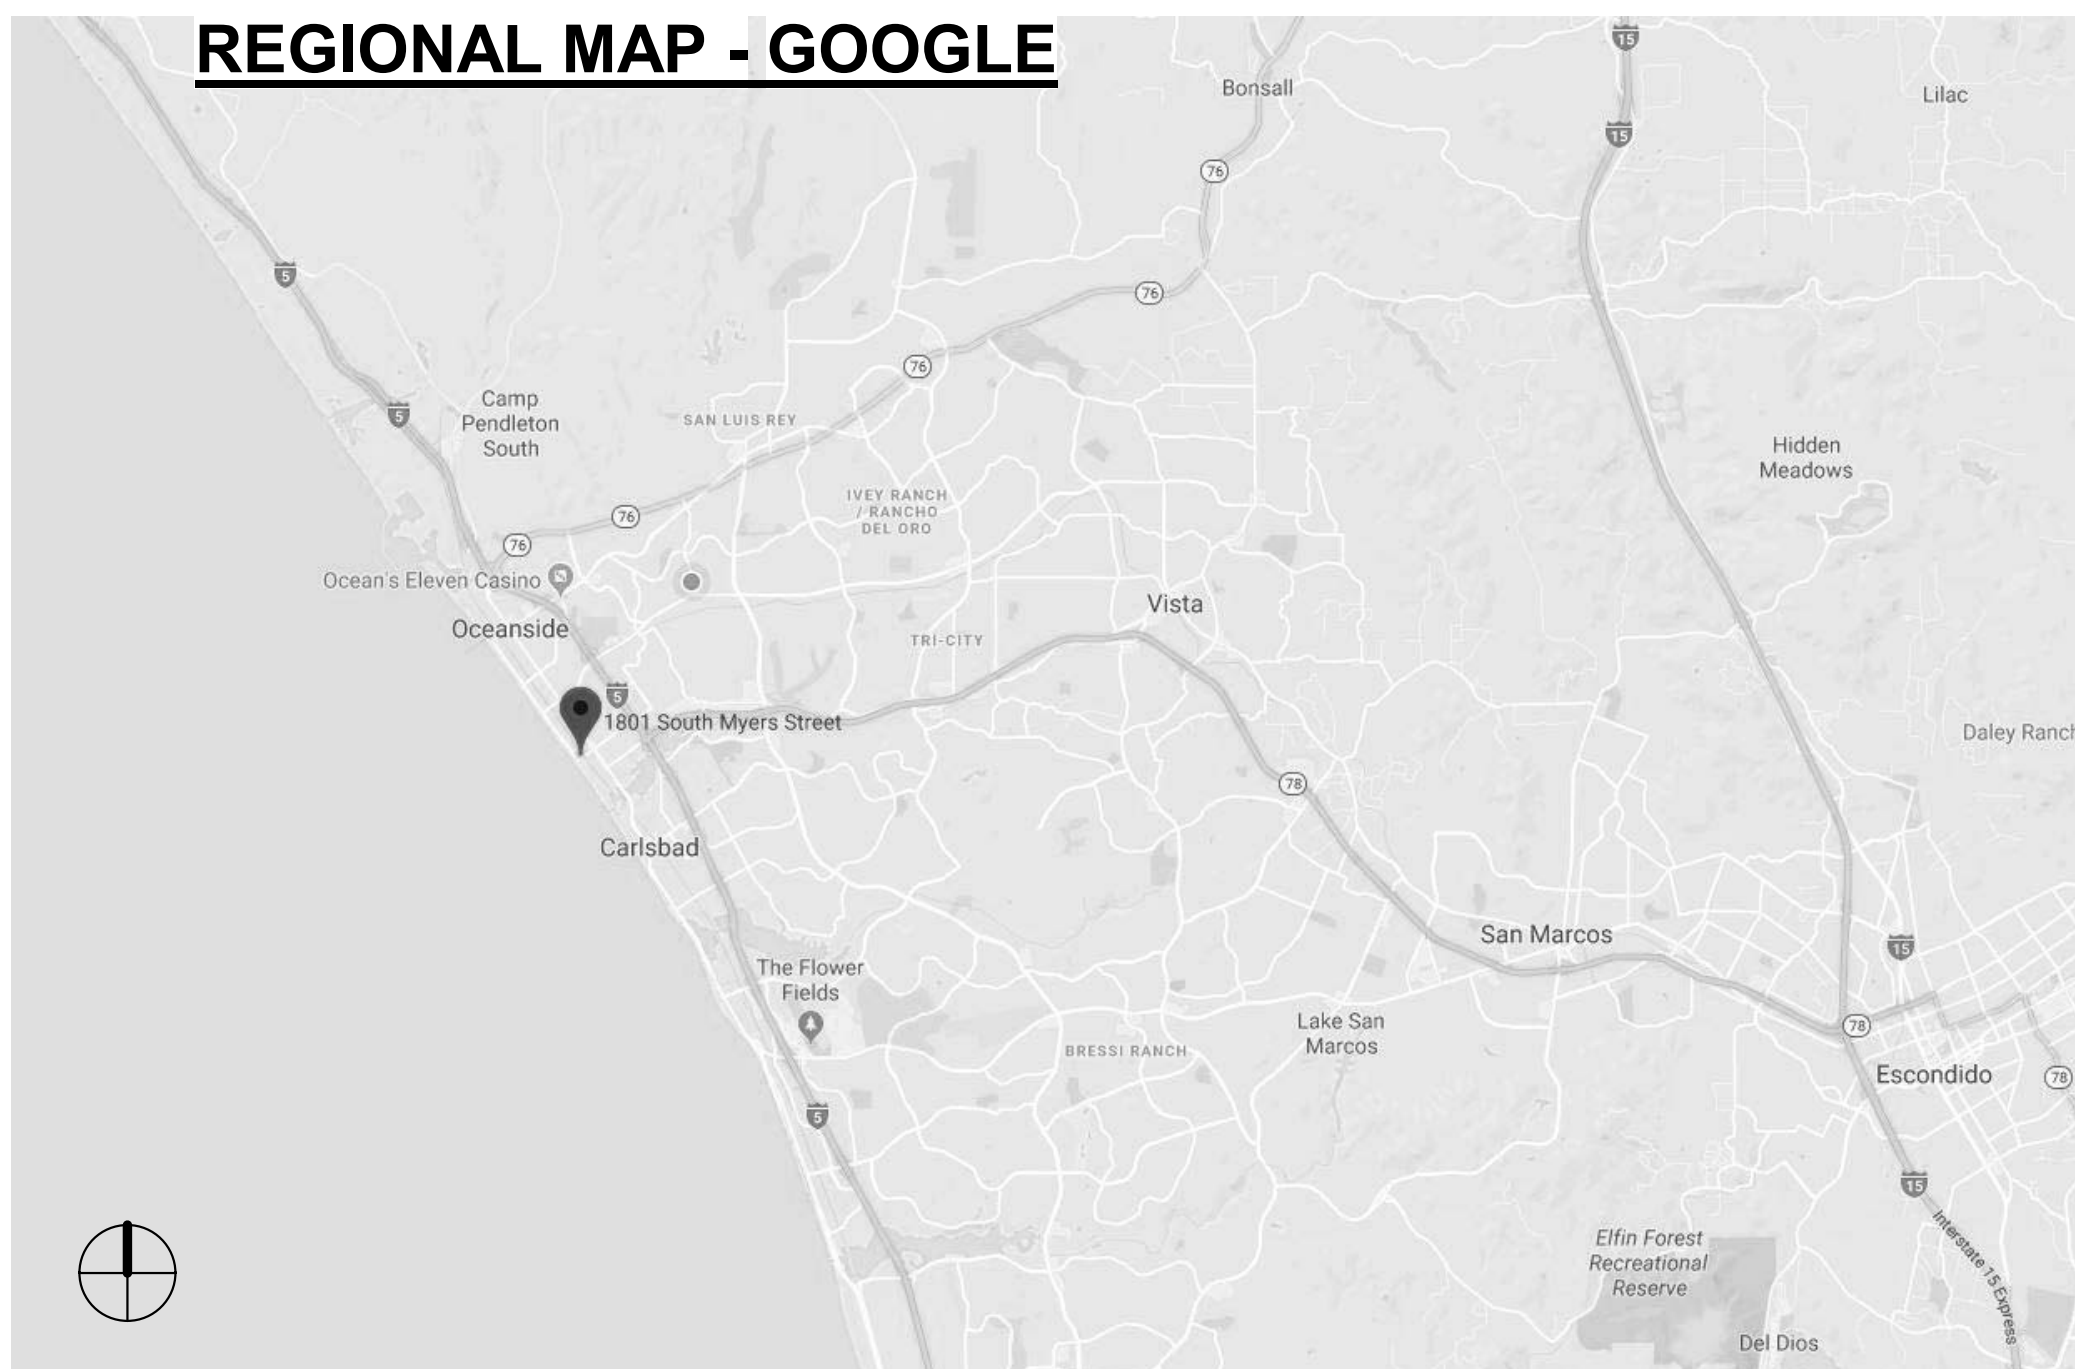 REGIONAL MAP - GOOGLE
15
Bonsall
Lilac
15
76
5
76
76
Camp
Pendleton
South
5
SAN LUIS REY
Hidden
Meadows
IVEY RANCH
/ RANCHO
DEL ORO
76
76
Ocean's Eleven Casino
Vista
Oceanside
TRI-CITY
5
1801 South Myers Street
Daley Ranch
78
Carlsbad
San Marcos
15
The Flower
Fields
Lake San
Marcos
78
BRESSI RANCH
Escondido
78
5
15
Interstate 15 Express
Elfin Forest
Recreational
Reserve
Del Dios